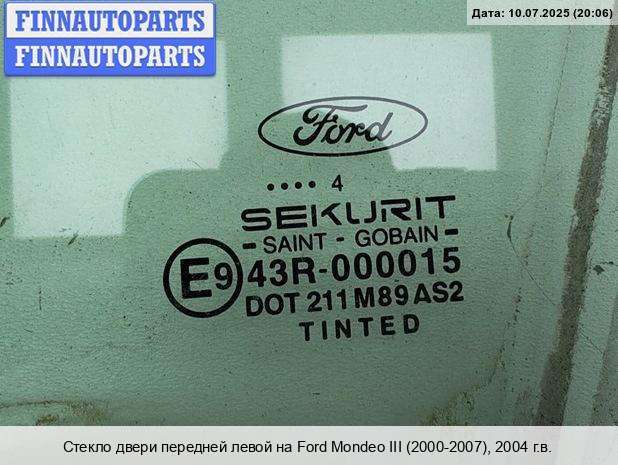 FINNAUTOPARTS
FINNAUTOPARTS
Дата: 10.07.2025 (20:06)
Ford
•••• 4
SEKURIT
- SAINT - GOBAIN -
E9 43R-000015
DOT 211 M89 AS2
TINTED
Стекло двери передней левой на Ford Mondeo III (2000-2007), 2004 г.в.